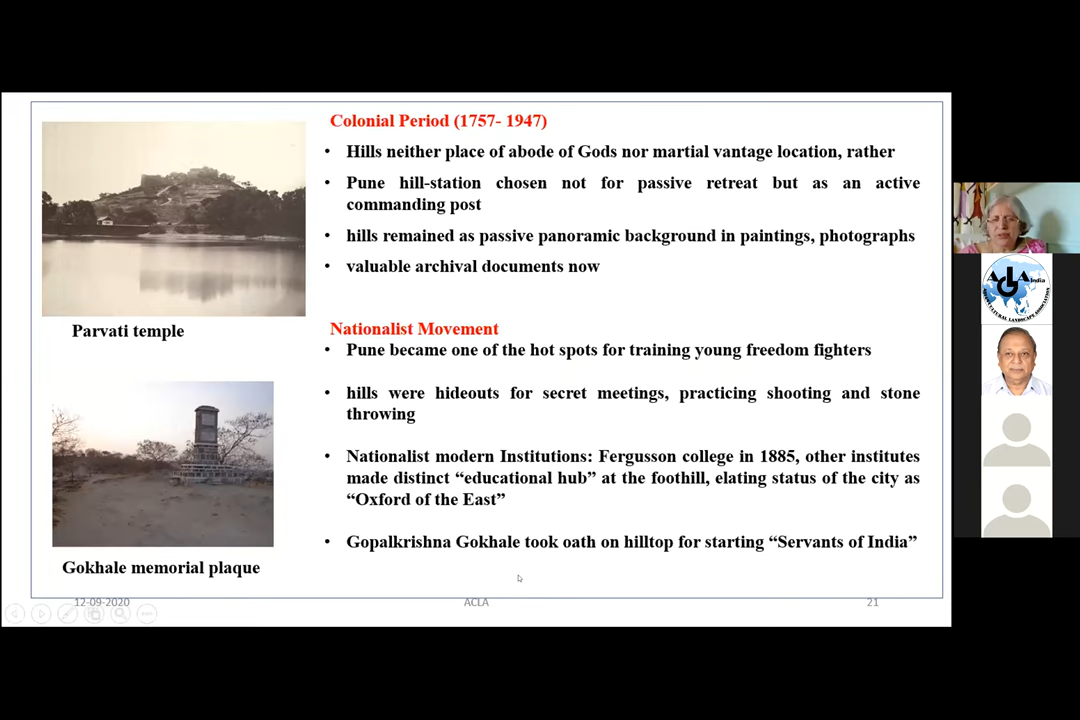 Colonial Period (1757- 1947)
• Hills neither place of abode of Gods nor martial vantage location, rather
• Pune hill-station chosen not for passive retreat but as an active
commanding post
• hills remained as passive panoramic background in paintings, photographs
• valuable archival documents now
Parvati temple
Nationalist Movement
• Pune became one of the hot spots for training young freedom fighters
• hills were hideouts for secret meetings, practicing shooting and stone
throwing
• Nationalist modern Institutions: Fergusson college in 1885, other institutes
made distinct “educational hub” at the foothill, elating status of the city as
“Oxford of the East”
• Gopalkrishna Gokhale took oath on hilltop for starting “Servants of India”
Gokhale memorial plaque
12-09-2020
ACLA
21
ACLA
India